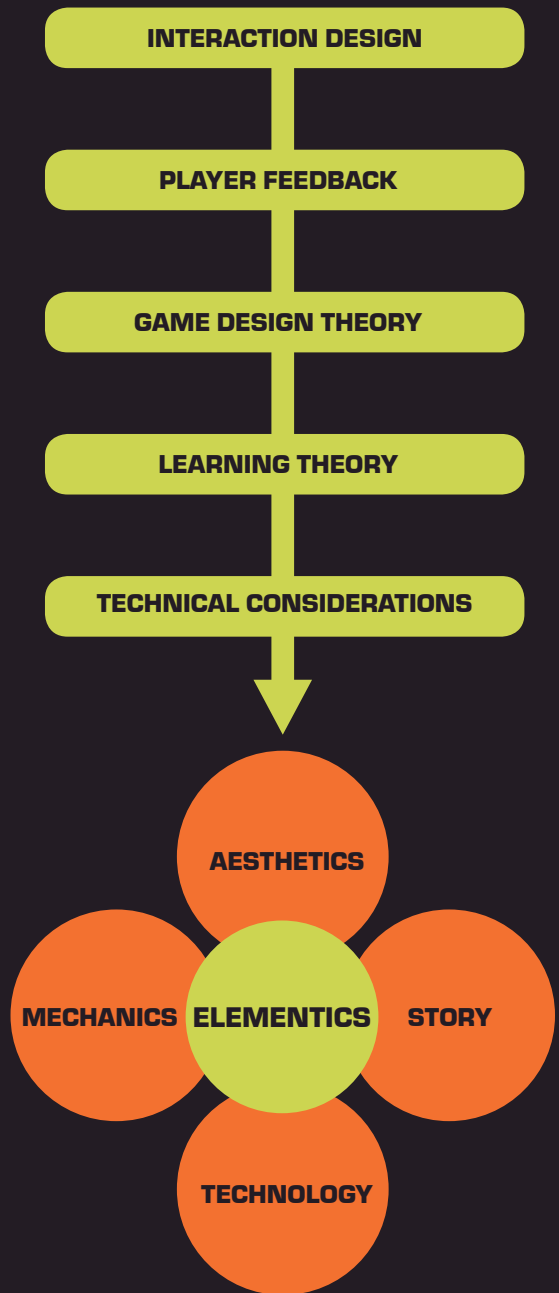 INTERACTION DESIGN
PLAYER FEEDBACK
GAME DESIGN THEORY
LEARNING THEORY
TECHNICAL CONSIDERATIONS
AESTHETICS
MECHANICS
ELEMENTICS
STORY
TECHNOLOGY